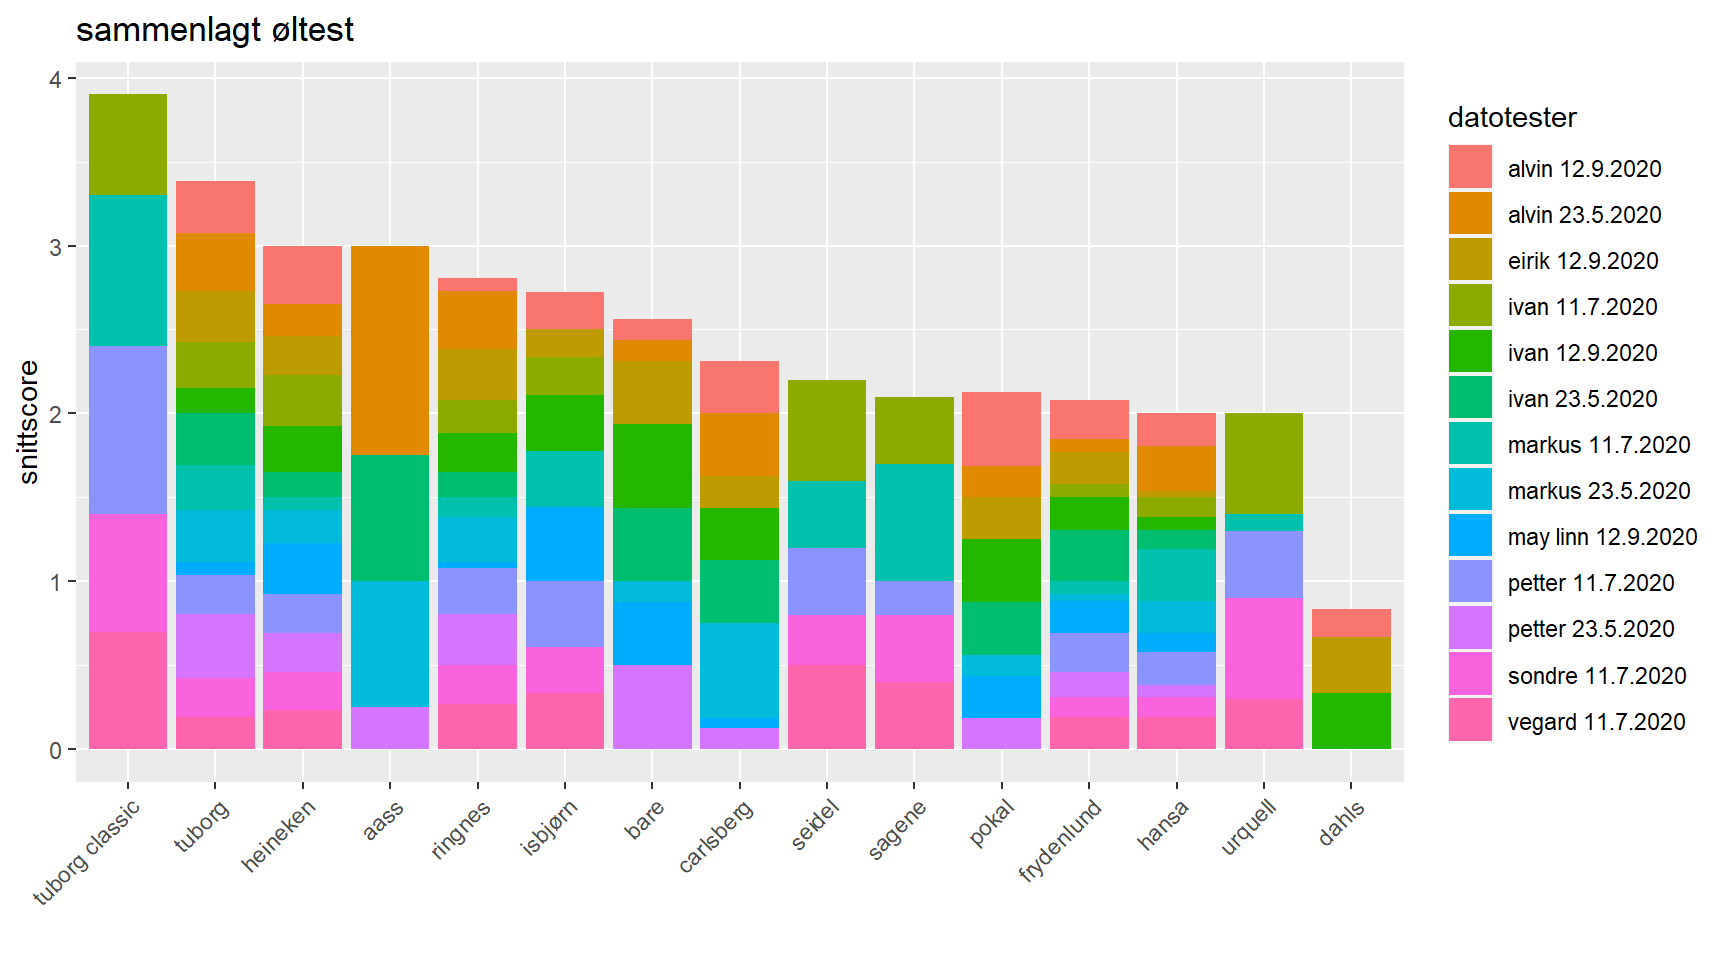 sammenlagt øltest
snittscore
4
3
2
1
0
tuborg classic
tuborg
heineken
aass
ringnes
isbjørn
bare
carlsberg
seidel
sagene
pokal
frydenlund
hansa
urquell
dahls
datotester
alvin 12.9.2020
alvin 23.5.2020
eirik 12.9.2020
ivan 11.7.2020
ivan 12.9.2020
ivan 23.5.2020
markus 11.7.2020
markus 23.5.2020
may linn 12.9.2020
petter 11.7.2020
petter 23.5.2020
sondre 11.7.2020
vegard 11.7.2020